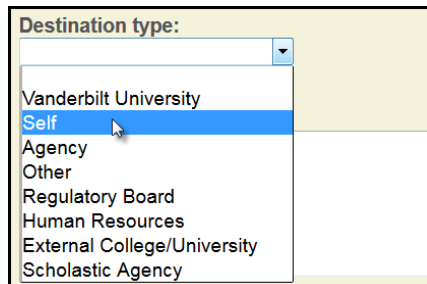 Destination type:
Vanderbilt University
Self
Agency
Other
Regulatory Board
Human Resources
External College/University
Scholastic Agency